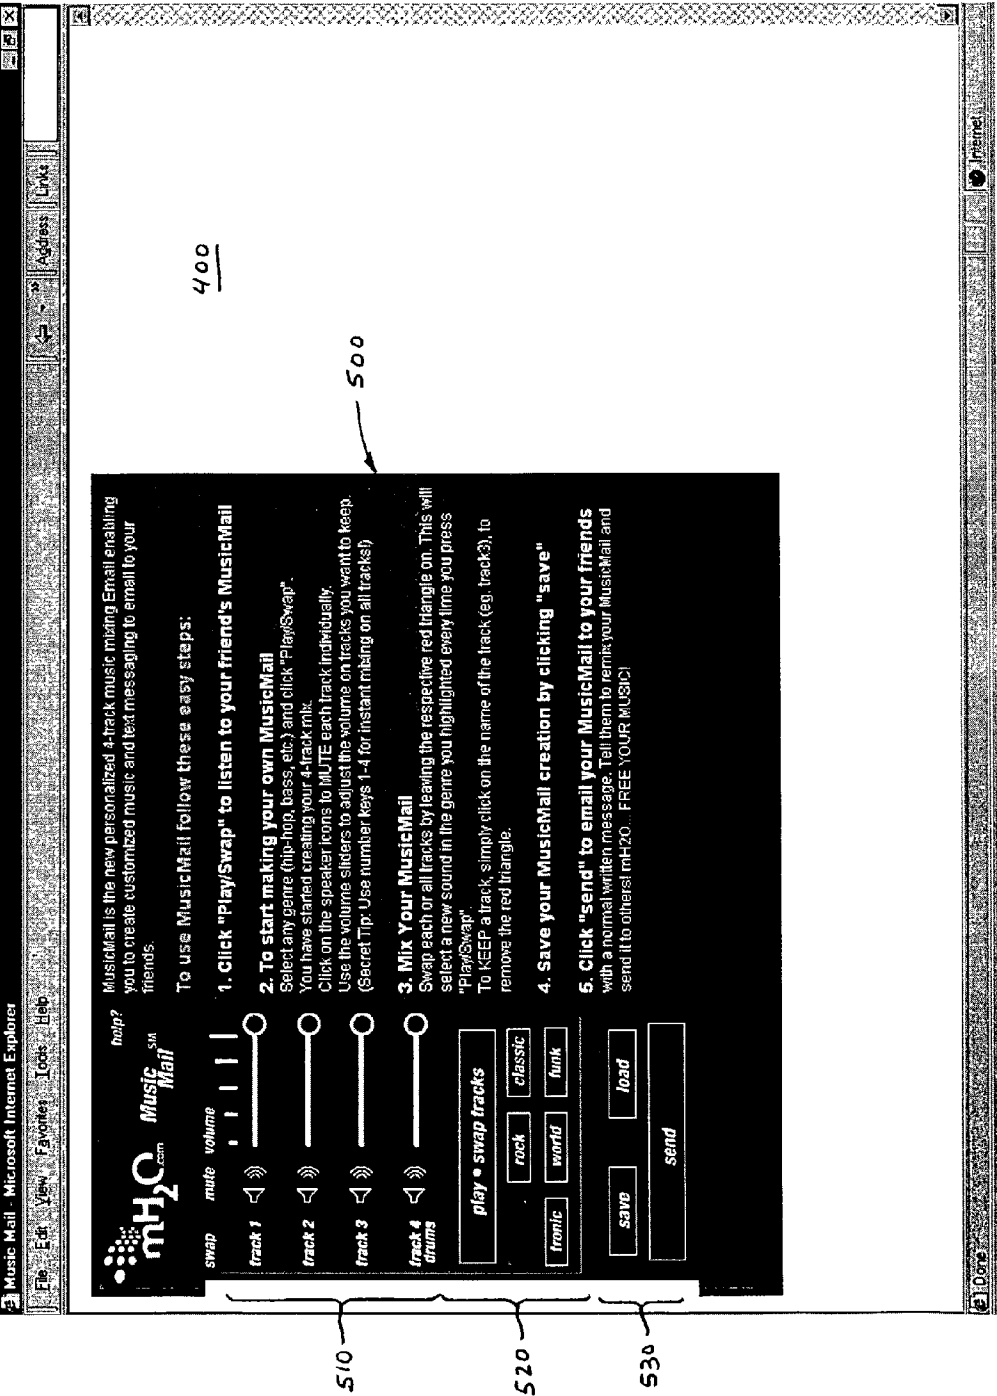 Music Mail - Microsoft Internet Explorer
File Edit View Favorites Tools Help
Address Links
mH2O.com Music Mail SM
help?
swap mute volume
track 1
track 2
track 3
track 4
drums
play • swap tracks
rock classic
tronic world funk
save load
send
MusicMail is the new personalized 4-track music mixing Email enabling
you to create customized music and text messaging to email to your
friends.
To use MusicMail follow these easy steps:
1. Click "Play/Swap" to listen to your friend's MusicMail
2. To start making your own MusicMail
Select any genre (hip-hop, bass, etc.) and click "Play/Swap".
You have started creating your 4-track mix.
Click on the speaker icons to MUTE each track individually.
Use the volume sliders to adjust the volume on tracks you want to keep.
(Secret Tip: Use number keys 1-4 for instant mixing on all tracks!)
3. Mix Your MusicMail
Swap each or all tracks by leaving the respective red triangle on. This will
select a new sound in the genre you highlighted every time you press
"Play/Swap".
To KEEP a track, simply click on the name of the track (eg. track3), to
remove the red triangle.
4. Save your MusicMail creation by clicking "save"
5. Click "send" to email your MusicMail to your friends
with a normal written message. Tell them to remix your MusicMail and
send it to others! mH2O... FREE YOUR MUSIC!
400
500
510
520
530
Done
Internet